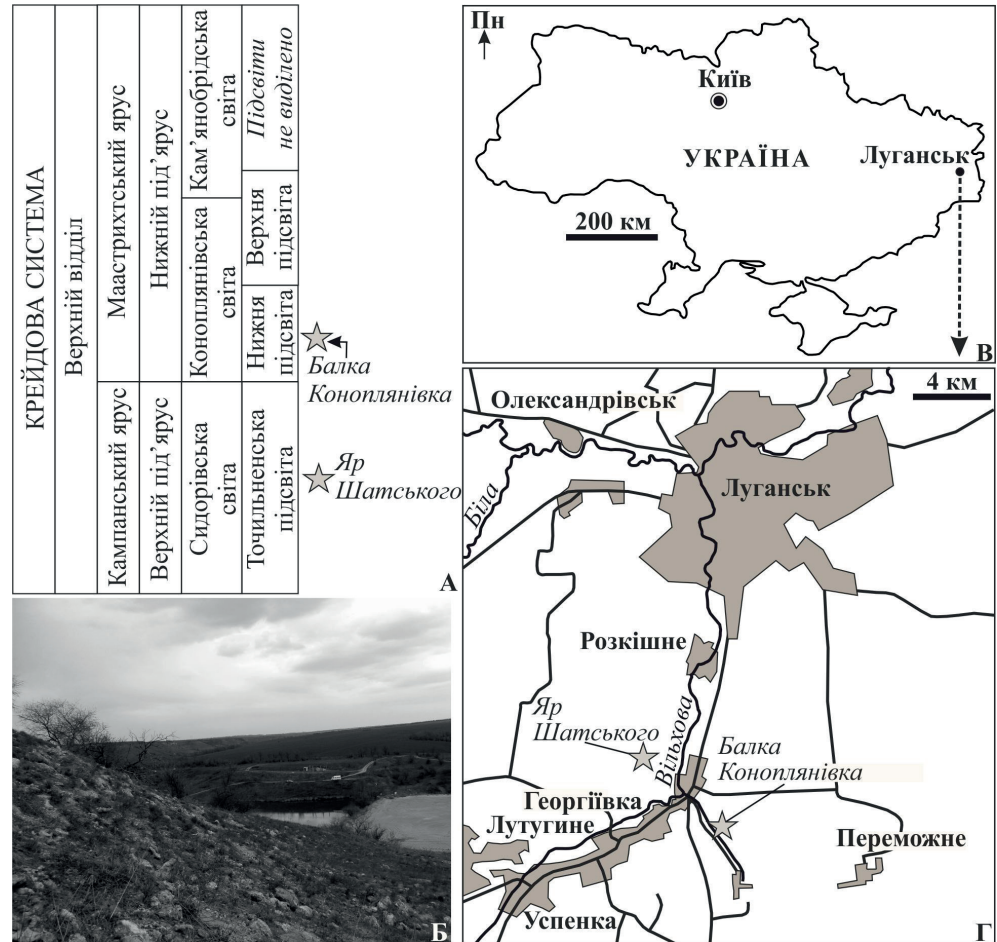 КРЕЙДОВА СИСТЕМА
Верхній відділ
Маастрихтський ярус
Кампанський ярус
Нижній під'ярус
Верхній під'ярус
Кам'янобрідська
світа
Коноплянівська
світа
Сидорівська
світа
Підсвіти
не виділено
Верхня
підсвіта
Нижня
підсвіта
Точильненська
підсвіта
Балка
Коноплянівка
Яр
Шатського
А
Б
Пн
Київ
УКРАЇНА
Луганськ
200 км
В
4 км
Олександрівськ
Луганськ
Біла
Розкішне
Яр
Шатського
Вільхова
Балка
Коноплянівка
Георгіївка
Лутугине
Переможне
Успенка
Г